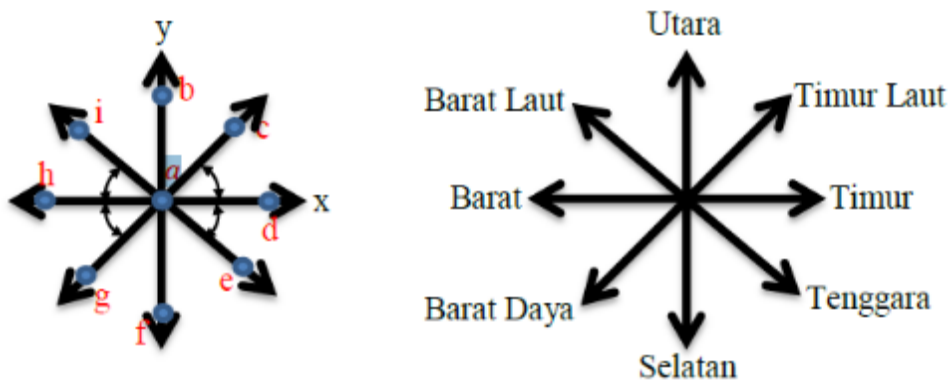 y
b
i
c
a
h
x
d
e
g
f
Utara
Barat Laut
Timur Laut
Barat
Timur
Barat Daya
Tenggara
Selatan